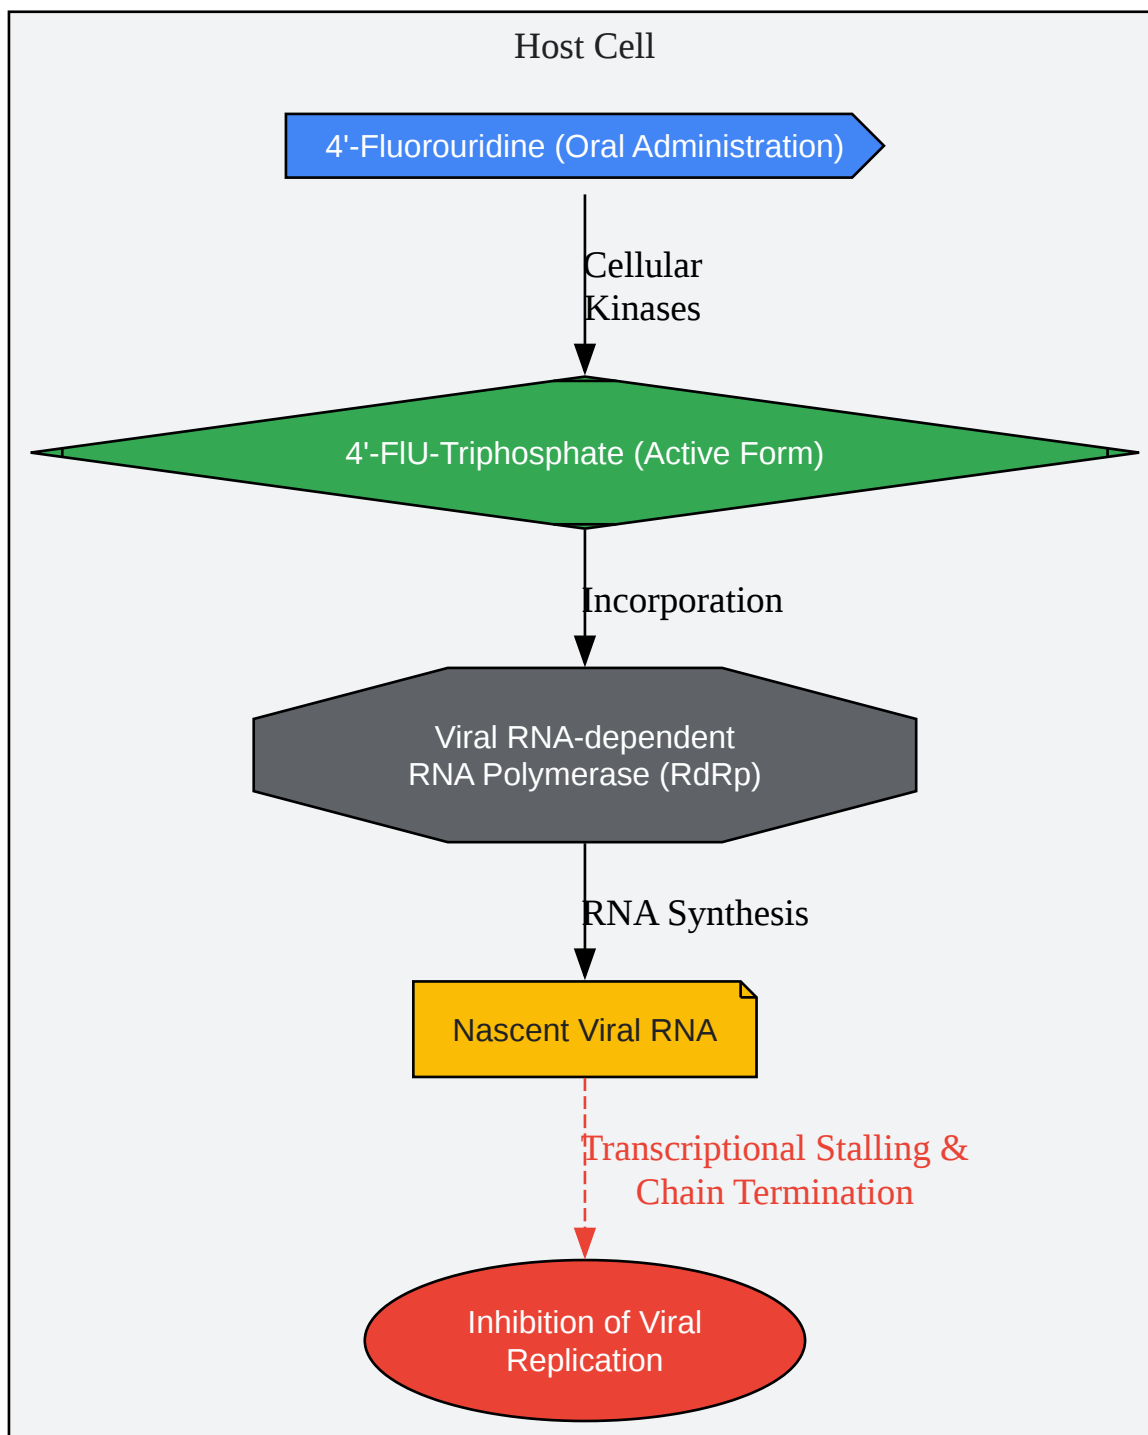 Host Cell
4'-Fluorouridine (Oral Administration)
Cellular
Kinases
4'-FlU-Triphosphate (Active Form)
Incorporation
Viral RNA-dependent
RNA Polymerase (RdRp)
RNA Synthesis
Nascent Viral RNA
Transcriptional Stalling &
Chain Termination
Inhibition of Viral
Replication